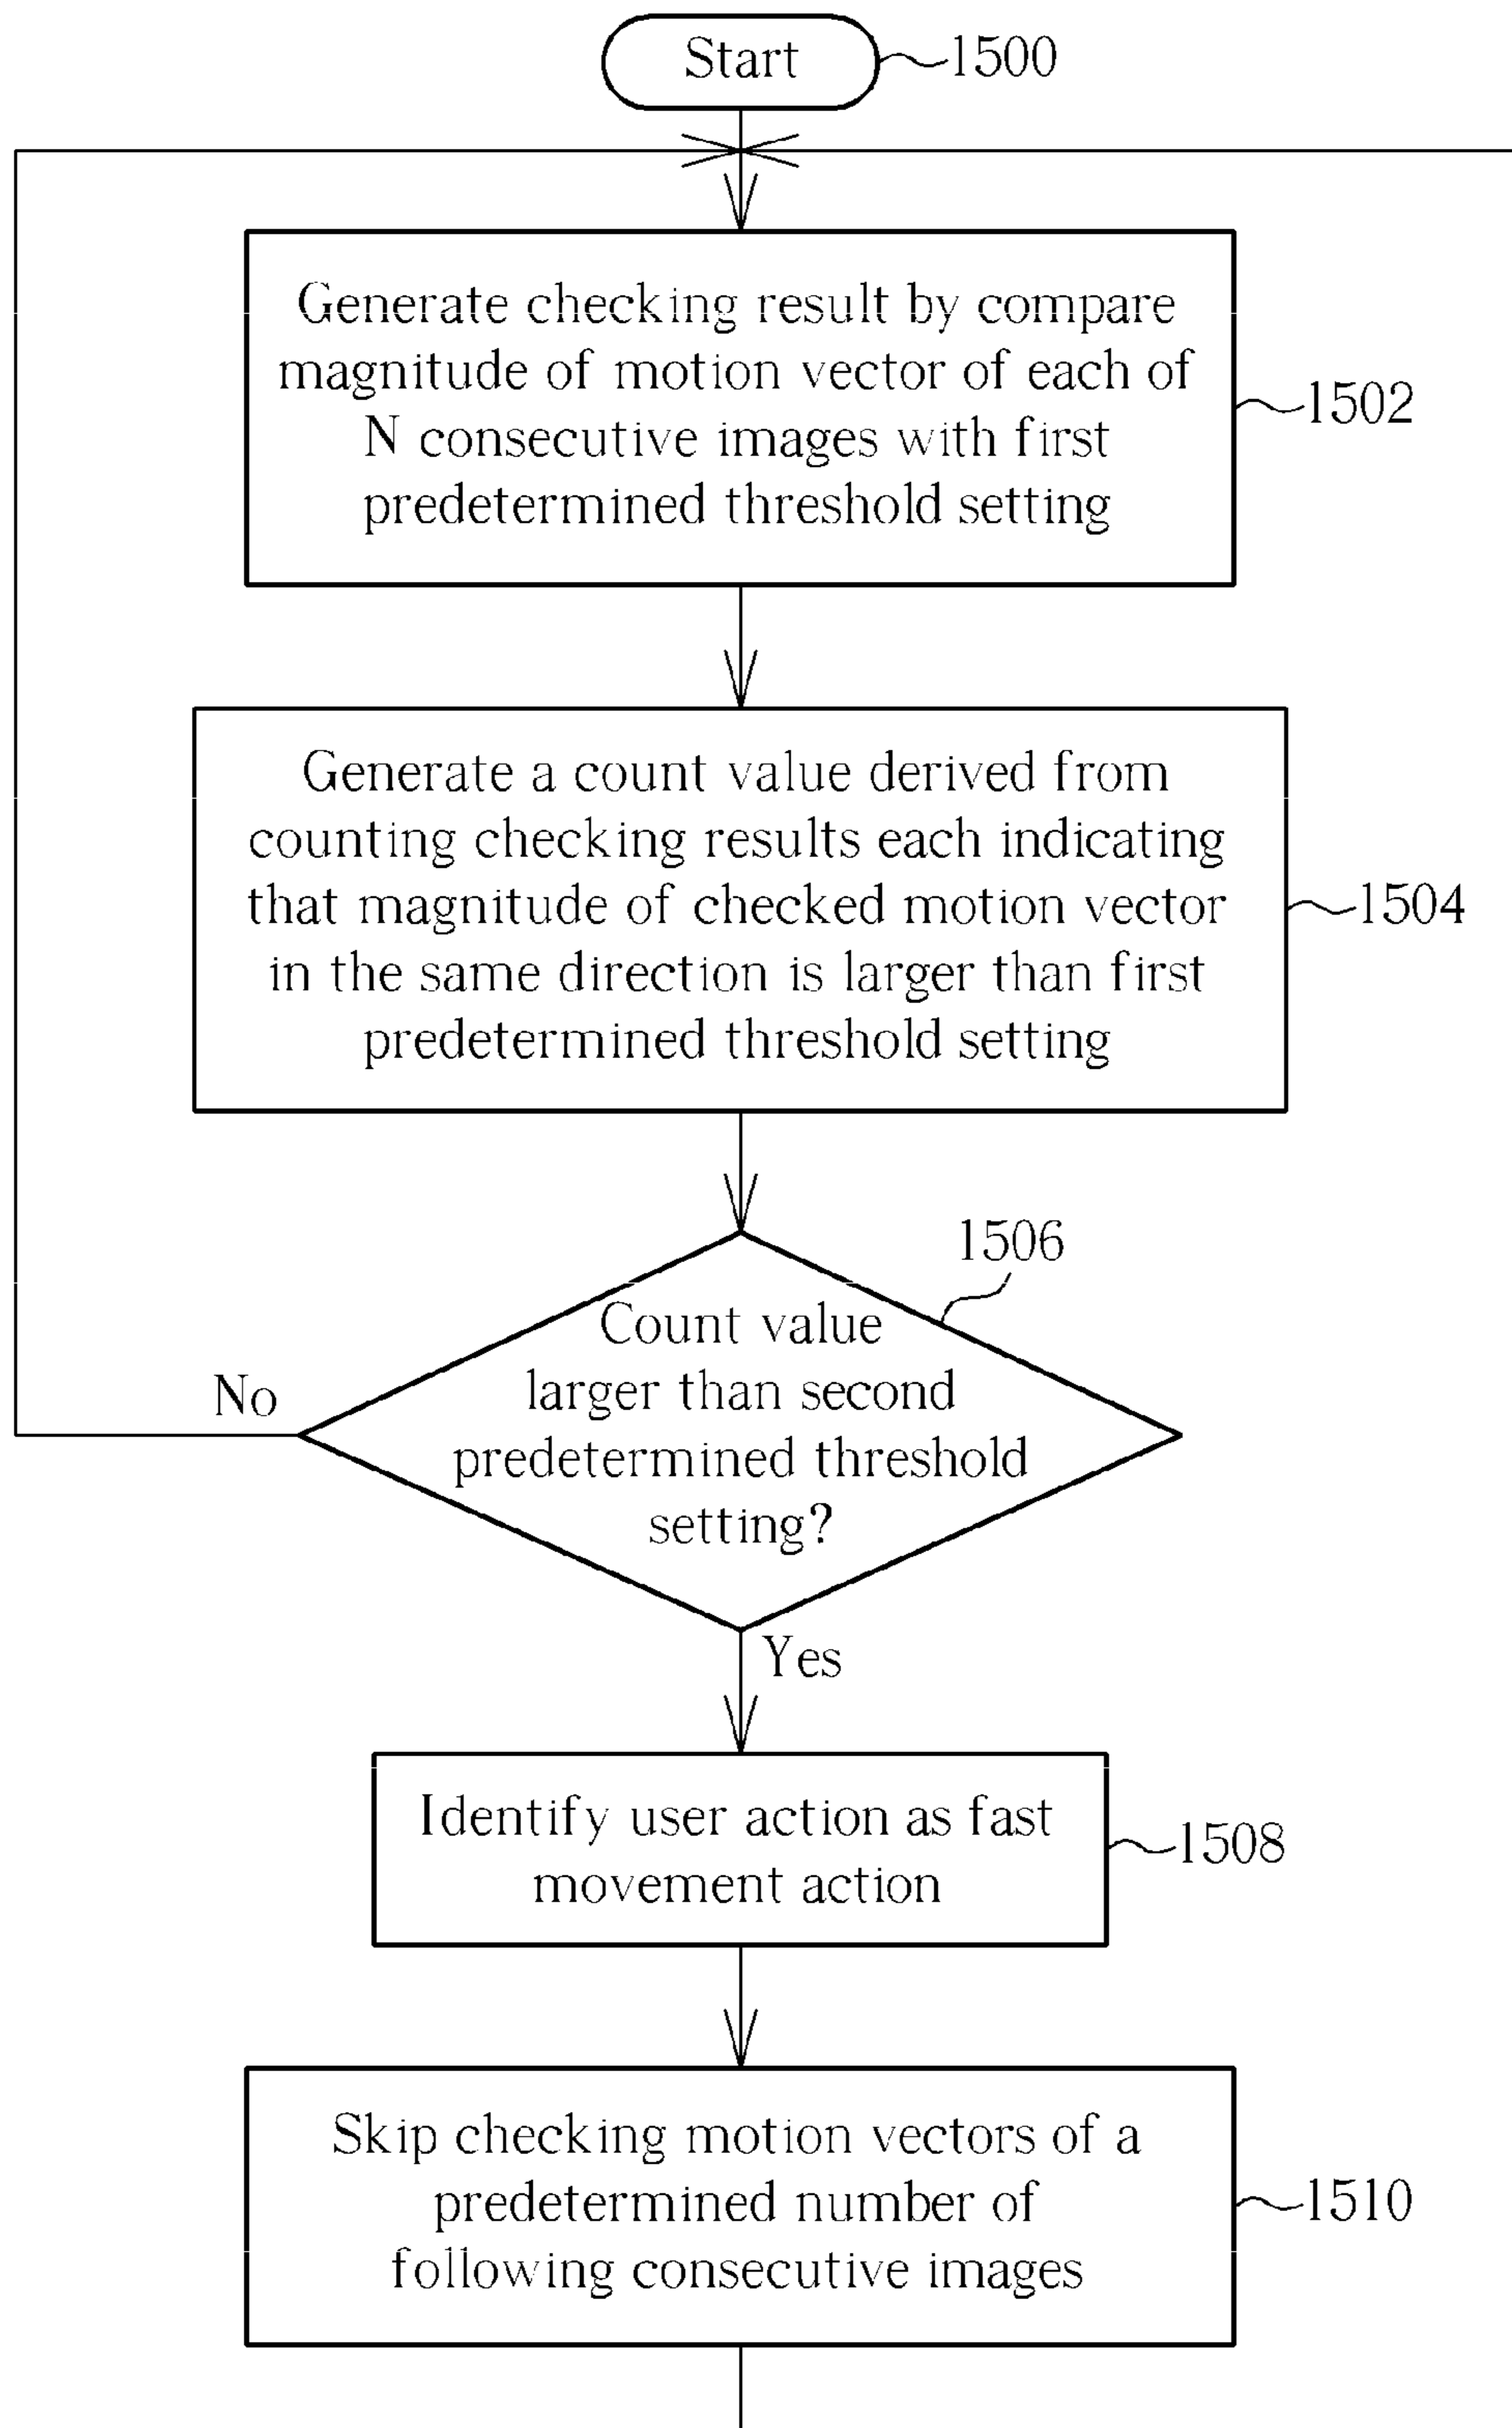 Start
1500
Generate checking result by compare
magnitude of motion vector of each of
N consecutive images with first
predetermined threshold setting
1502
Generate a count value derived from
counting checking results each indicating
that magnitude of checked motion vector
in the same direction is larger than first
predetermined threshold setting
1504
1506
Count value
larger than second
predetermined threshold
setting?
No
Yes
Identify user action as fast
movement action
1508
Skip checking motion vectors of a
predetermined number of
following consecutive images
1510